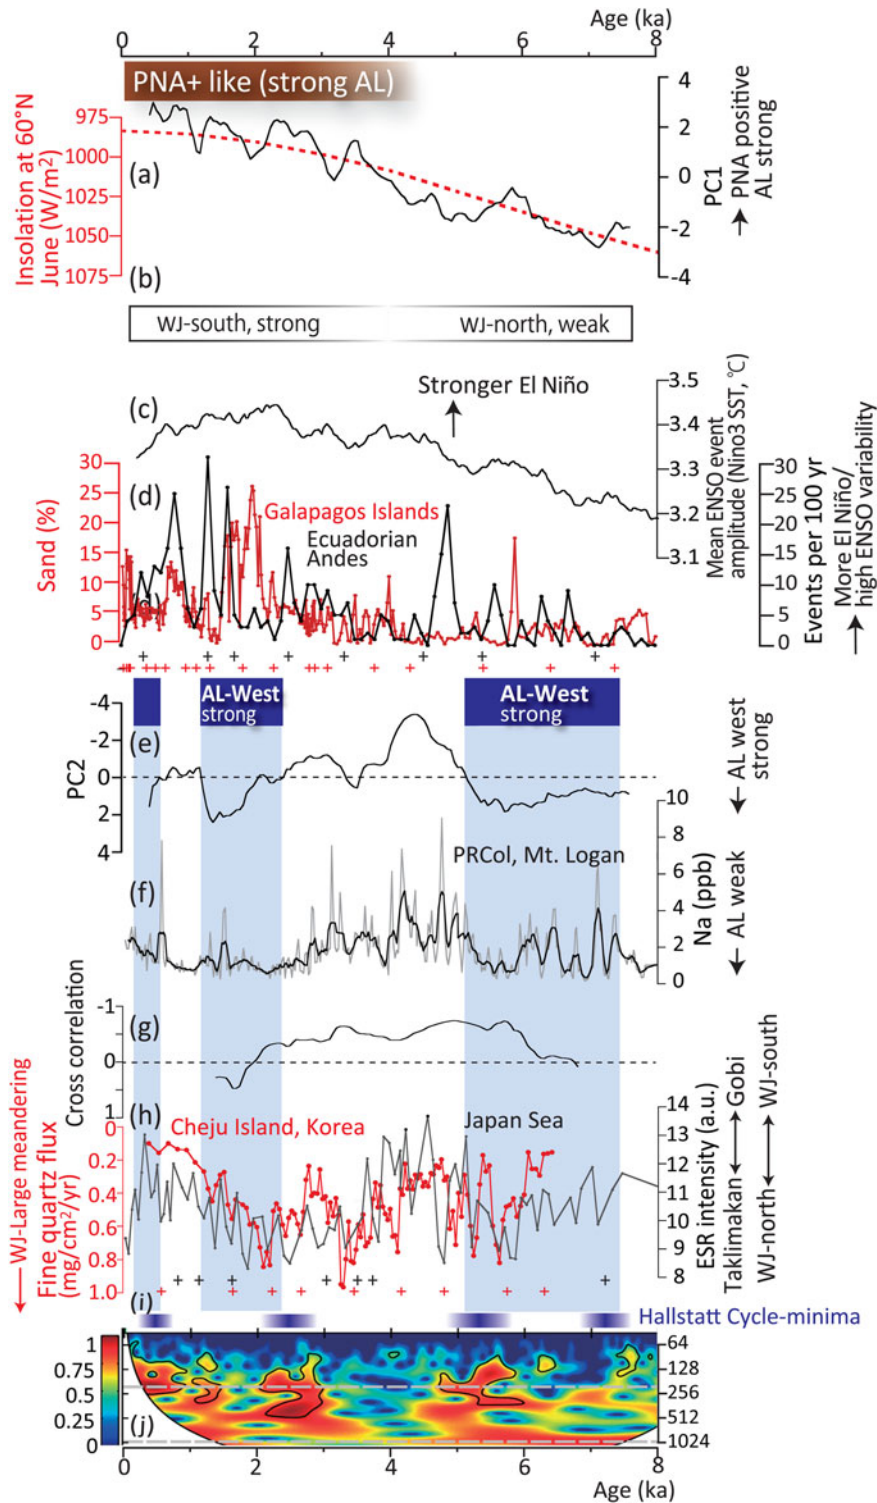 Age (ka)
0 2 4 6 8
PNA+ like (strong AL)
975
1000
1025
1050
1075
Insolation at 60°N
June (W/m²)
(a)
(b)
4
2
0
-2
-4
PC1
→ PNA positive
AL strong
WJ-south, strong
WJ-north, weak
(c)
Stronger El Niño
3.5
3.4
3.3
3.2
3.1
Mean ENSO event
amplitude (Nino3 SST, °C)
30
25
20
15
10
5
0
Sand (%)
(d)
Galapagos Islands
Ecuadorian
Andes
30
25
20
15
10
5
0
Events per 100 yr
→ More El Niño/
high ENSO variability
AL-West
strong
AL-West
strong
-4
-2
0
2
4
PC2
(e)
← AL west
strong
PRCol, Mt. Logan
(f)
10
8
6
4
2
0
Na (ppb)
← AL weak
-1
0
1
Cross correlation
(g)
(h)
Cheju Island, Korea
Japan Sea
0
0.2
0.4
0.6
0.8
1.0
← WJ-Large meandering
Fine quartz flux
(mg/cm²/yr)
14
13
12
11
10
9
8
ESR intensity (a.u.)
Taklimakan ↔ Gobi
WJ-north ↔ WJ-south
(i)
Hallstatt Cycle-minima
1
0.75
0.5
0.25
0
(j)
64
128
256
512
1024
0 2 4 6 8
Age (ka)